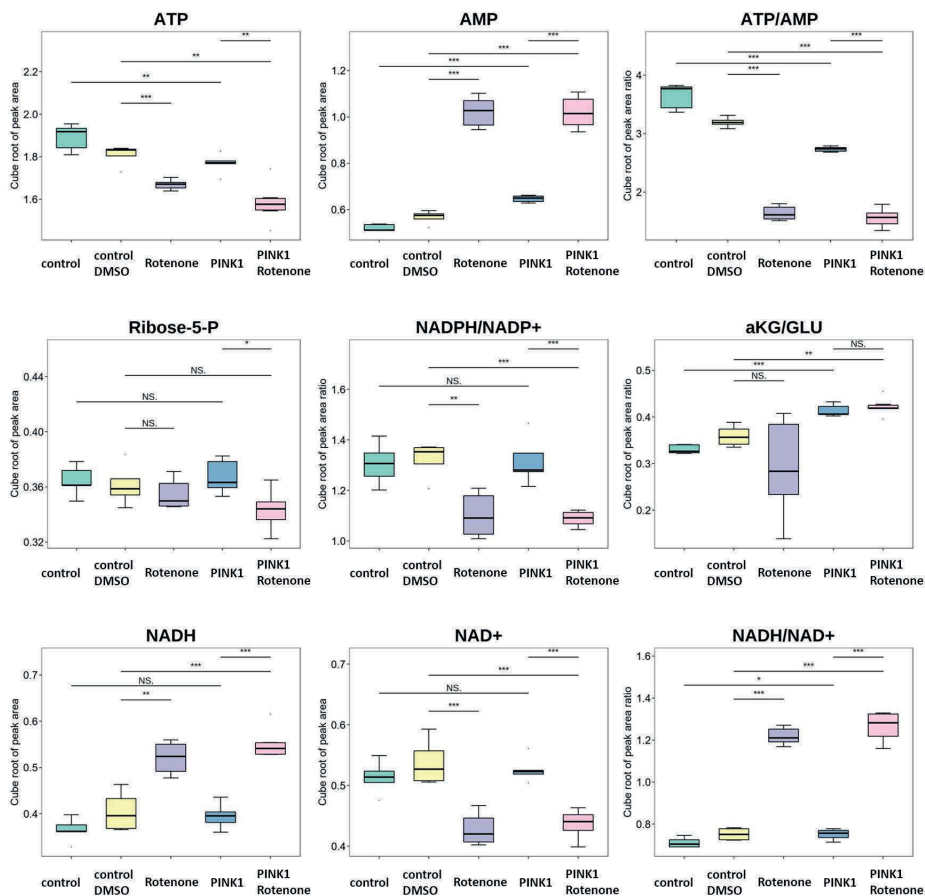 ATP
Cube root of peak area
2.2
2.0
1.8
1.6
**
**
**
***
control
control
DMSO
Rotenone
PINK1
PINK1
Rotenone
AMP
Cube root of peak area
1.2
1.0
0.8
0.6
***
***
***
***
control
control
DMSO
Rotenone
PINK1
PINK1
Rotenone
ATP/AMP
Cube root of peak area ratio
4
3
2
***
***
***
***
control
control
DMSO
Rotenone
PINK1
PINK1
Rotenone
Ribose-5-P
Cube root of peak area
0.44
0.40
0.36
0.32
*
NS.
NS.
NS.
control
control
DMSO
Rotenone
PINK1
PINK1
Rotenone
NADPH/NADP+
Cube root of peak area ratio
1.6
1.4
1.2
1.0
***
***
NS.
**
control
control
DMSO
Rotenone
PINK1
PINK1
Rotenone
aKG/GLU
Cube root of peak area ratio
0.5
0.4
0.3
0.2
NS.
**
***
NS.
control
control
DMSO
Rotenone
PINK1
PINK1
Rotenone
NADH
Cube root of peak area
0.7
0.6
0.5
0.4
***
***
NS.
**
control
control
DMSO
Rotenone
PINK1
PINK1
Rotenone
NAD+
Cube root of peak area
0.7
0.6
0.5
0.4
***
***
NS.
***
control
control
DMSO
Rotenone
PINK1
PINK1
Rotenone
NADH/NAD+
Cube root of peak area ratio
1.6
1.4
1.2
1.0
0.8
***
***
*
***
control
control
DMSO
Rotenone
PINK1
PINK1
Rotenone